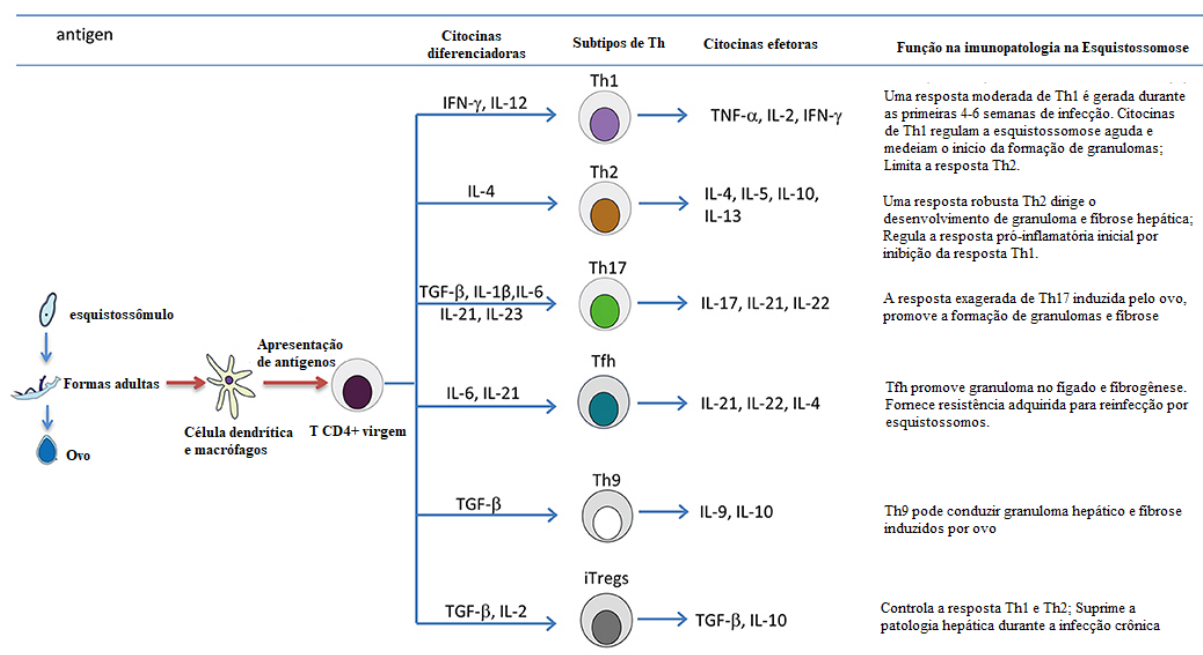 antigen
Citocinas
diferenciadoras
Subtipos de Th
Citocinas efetoras
Função na imunopatologia na Esquistossomose
IFN-γ, IL-12
Th1
TNF-α, IL-2, IFN-γ
Uma resposta moderada de Th1 é gerada durante
as primeiras 4-6 semanas de infecção. Citocinas
de Th1 regulam a esquistossomose aguda e
medeiam o início da formação de granulomas;
Limita a resposta Th2.
IL-4
Th2
IL-4, IL-5, IL-10,
IL-13
Uma resposta robusta Th2 dirige o
desenvolvimento de granuloma e fibrose hepática;
Regula a resposta pró-inflamatória inicial por
inibição da resposta Th1.
TGF-β, IL-1β,IL-6
IL-21, IL-23
Th17
IL-17, IL-21, IL-22
A resposta exagerada de Th17 induzida pelo ovo,
promove a formação de granulomas e fibrose
esquistossômulo
Formas adultas
Ovo
Célula dendrítica
e macrófagos
Apresentação
de antígenos
T CD4+ virgem
IL-6, IL-21
Tfh
IL-21, IL-22, IL-4
Tfh promove granuloma no fígado e fibrogênese.
Fornece resistência adquirida para reinfecção por
esquistossomos.
TGF-β
Th9
IL-9, IL-10
Th9 pode conduzir granuloma hepático e fibrose
induzidos por ovo
TGF-β, IL-2
iTregs
TGF-β, IL-10
Controla a resposta Th1 e Th2; Suprime a
patologia hepática durante a infecção crônica